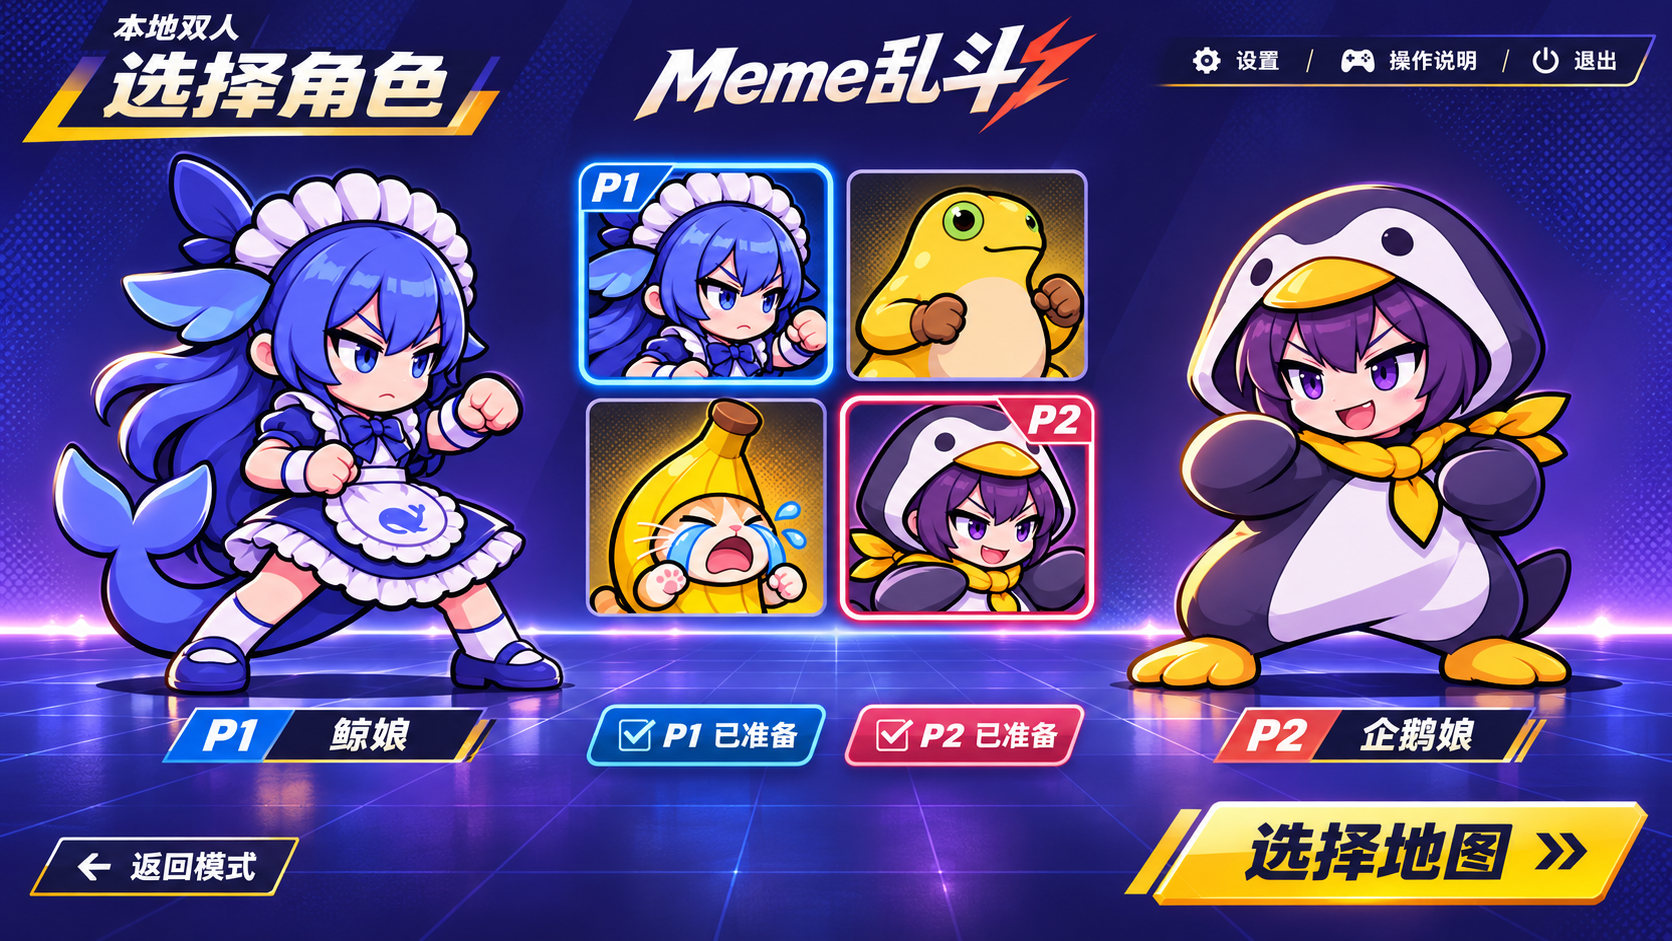 本地双人
选择角色
Meme乱斗
设置 / 操作说明 / 退出
P1
P2
P1 鲸娘
P1 已准备
P2 已准备
P2 企鹅娘
返回模式
选择地图